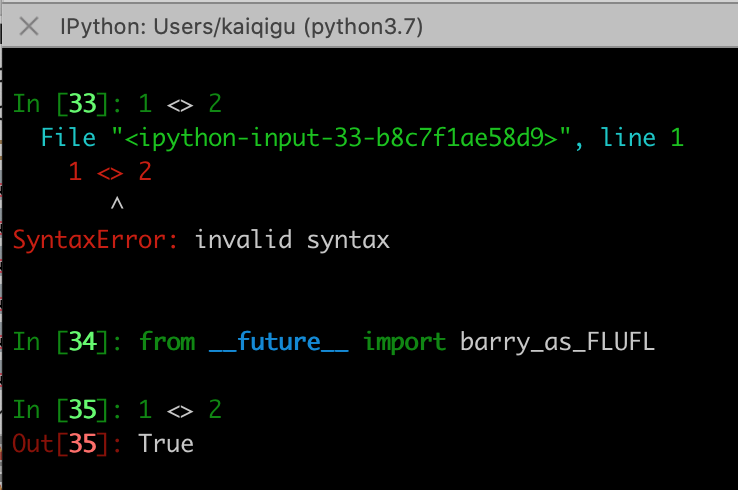 IPython: Users/kaiqigu (python3.7)
In [33]: 1 <> 2
File "<ipython-input-33-b8c7f1ae58d9>", line 1
1 <> 2
^
SyntaxError: invalid syntax
In [34]: from __future__ import barry_as_FLUFL
In [35]: 1 <> 2
Out[35]: True